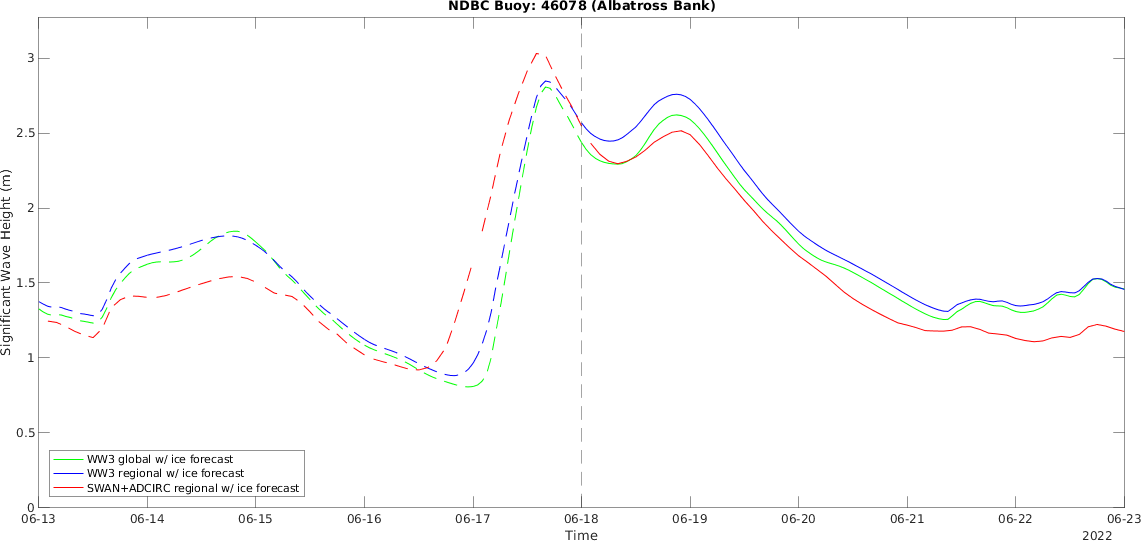 NDBC Buoy: 46078 (Albatross Bank)
3
2.5
2
1.5
1
0.5
0
Significant Wave Height (m)
WW3 global w/ ice forecast
WW3 regional w/ ice forecast
SWAN+ADCIRC regional w/ ice forecast
06-13 06-14 06-15 06-16 06-17 06-18 06-19 06-20 06-21 06-22 06-23
Time
2022